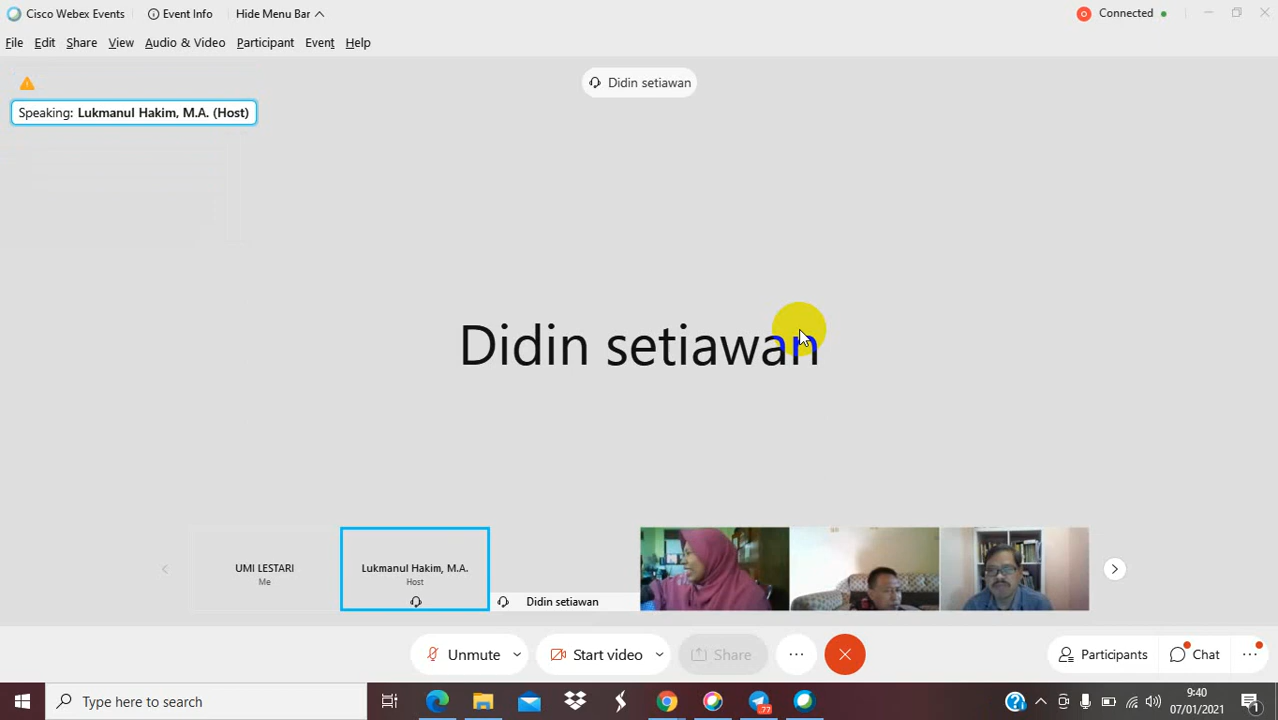 Cisco Webex Events
Event Info
Hide Menu Bar
Connected
File Edit Share View Audio & Video Participant Event Help
Didin setiawan
Speaking: Lukmanul Hakim, M.A. (Host)
Didin setiawan
UMI LESTARI
Me
Lukmanul Hakim, M.A.
Host
Didin setiawan
Unmute
Start video
Share
Participants
Chat
Type here to search
77
9:40
07/01/2021
1